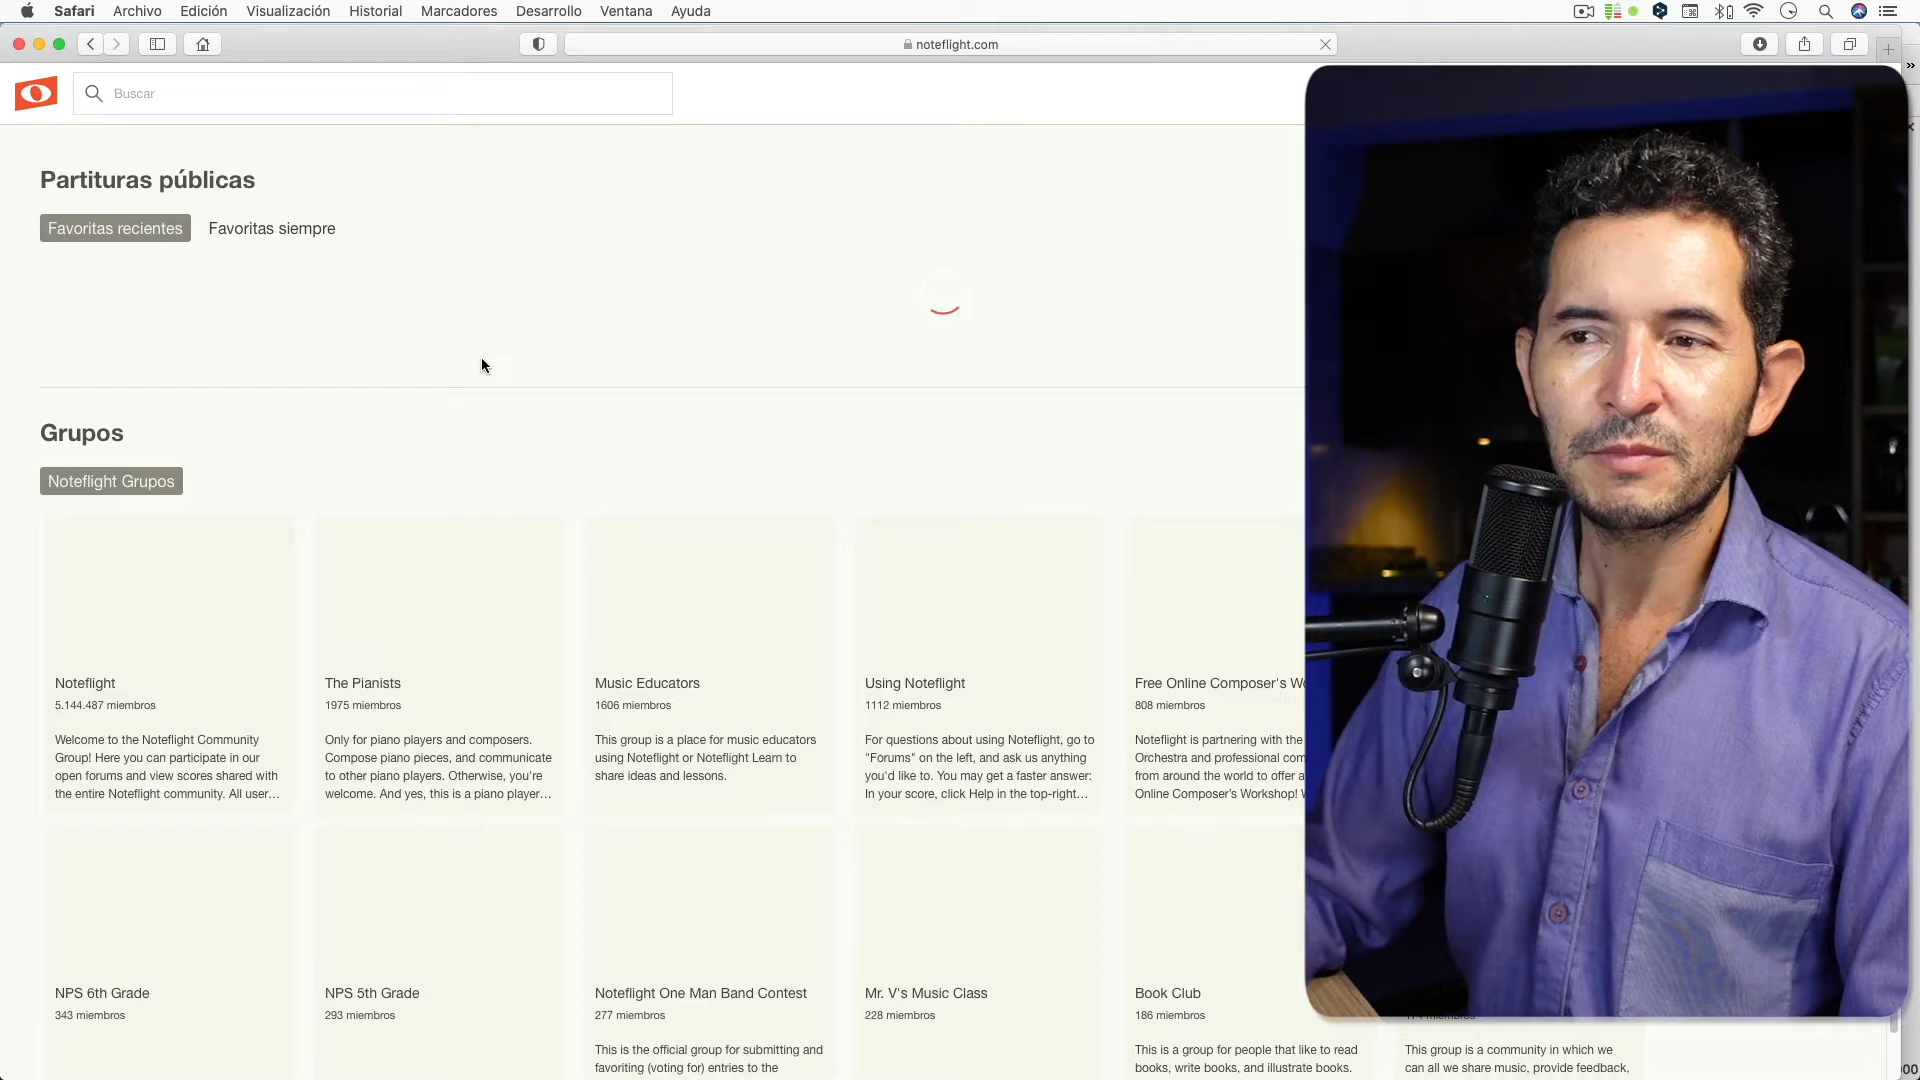 Safari Archivo Edición Visualización Historial Marcadores Desarrollo Ventana Ayuda
noteflight.com
Buscar
Partituras públicas
Favoritas recientes Favoritas siempre
Grupos
Noteflight Grupos
Noteflight
5.144.487 miembros
Welcome to the Noteflight Community
Group! Here you can participate in our
open forums and view scores shared with
the entire Noteflight community. All user...
The Pianists
1975 miembros
Only for piano players and composers.
Compose piano pieces, and communicate
to other piano players. Otherwise, you're
welcome. And yes, this is a piano player...
Music Educators
1606 miembros
This group is a place for music educators
using Noteflight or Noteflight Learn to
share ideas and lessons.
Using Noteflight
1112 miembros
For questions about using Noteflight, go to
"Forums" on the left, and ask us anything
you'd like to. You may get a faster answer:
In your score, click Help in the top-right...
Free Online Composer's
808 miembros
Noteflight is partnering with the
Orchestra and professional
from around the world to offer a
Online Composer's Workshop!
NPS 6th Grade
343 miembros
NPS 5th Grade
293 miembros
Noteflight One Man Band Contest
277 miembros
This is the official group for submitting and
favoriting (voting for) entries to the
Mr. V's Music Class
228 miembros
Book Club
186 miembros
This is a group for people that like to read
books, write books, and illustrate books.
This group is a community in which we
can all we share music, provide feedback,